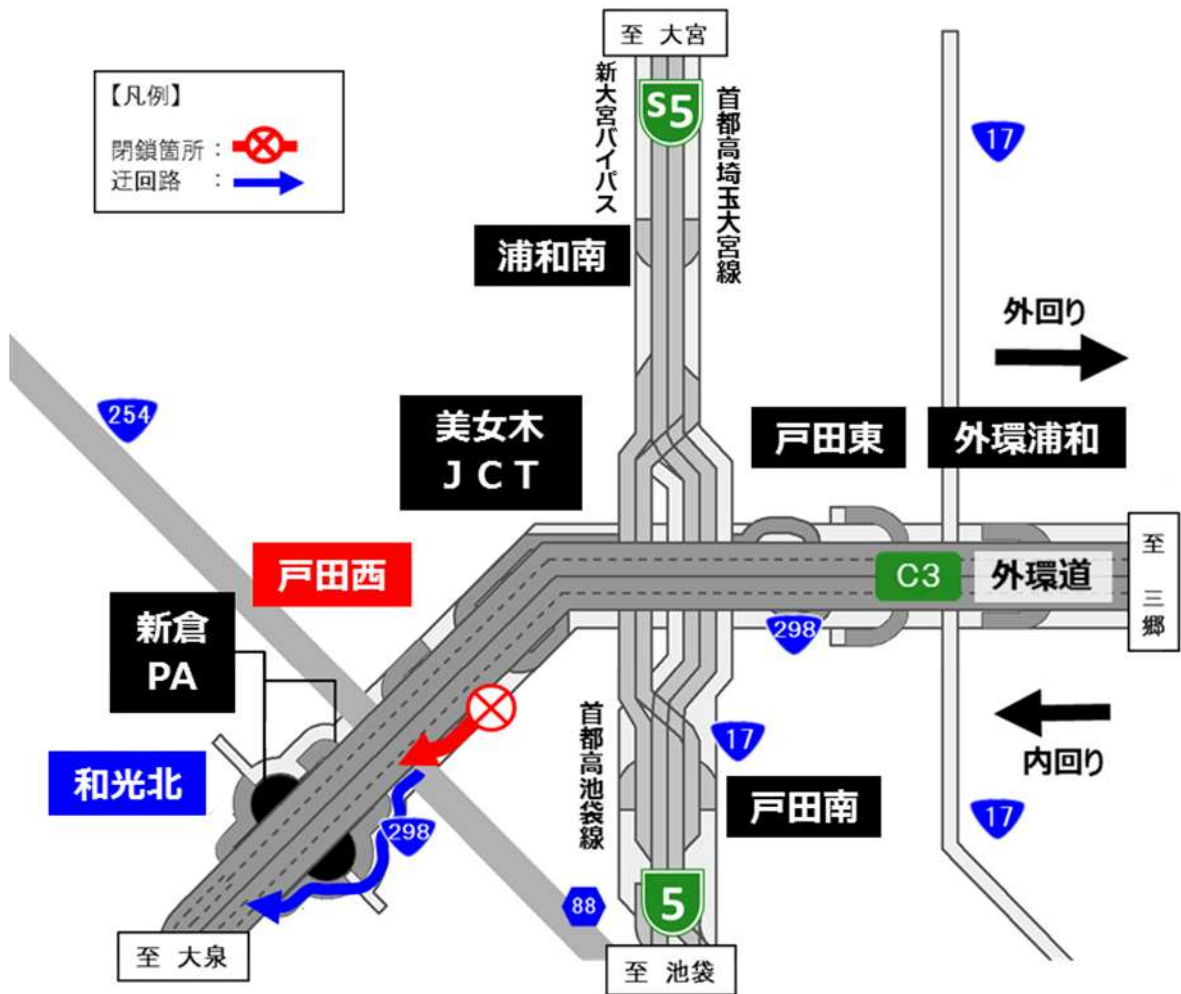 至 大宮
【凡例】
閉鎖箇所：
迂回路 ：
新大宮バイパス
S5
首都高埼玉大宮線
17
浦和南
外回り
254
美女木
JCT
戸田東
外環浦和
戸田西
C3
外環道
至 三郷
新倉
PA
298
首都高池袋線
17
内回り
和光北
戸田南
17
298
88
5
至 大泉
至 池袋